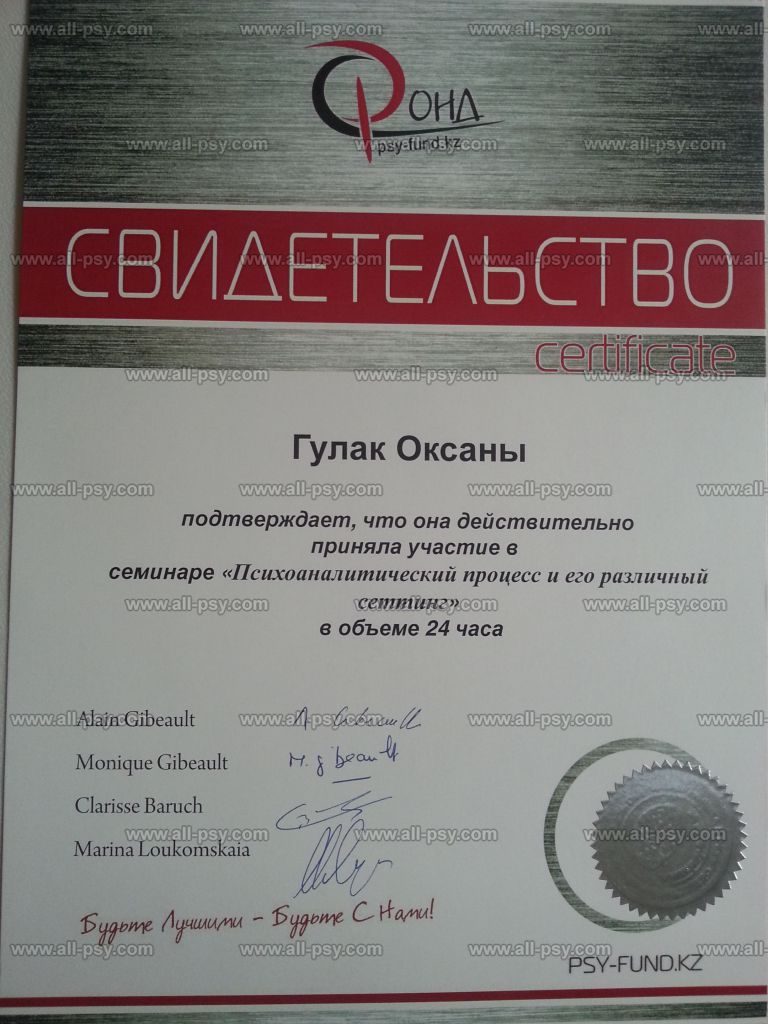 Фонд
psy-fund.kz
СВИДЕТЕЛЬСТВО
certificate
Гулак Оксаны
подтверждает, что она действительно
приняла участие в
семинаре «Психоаналитический процесс и его различный
сеттинг»
в объеме 24 часа
Alain Gibeault
Monique Gibeault
M. gibeault
Clarisse Baruch
Marina Loukomskaia
Будьте Лучшими – Будьте С Нами!
PSY-FUND.KZ
www.all-psy.com